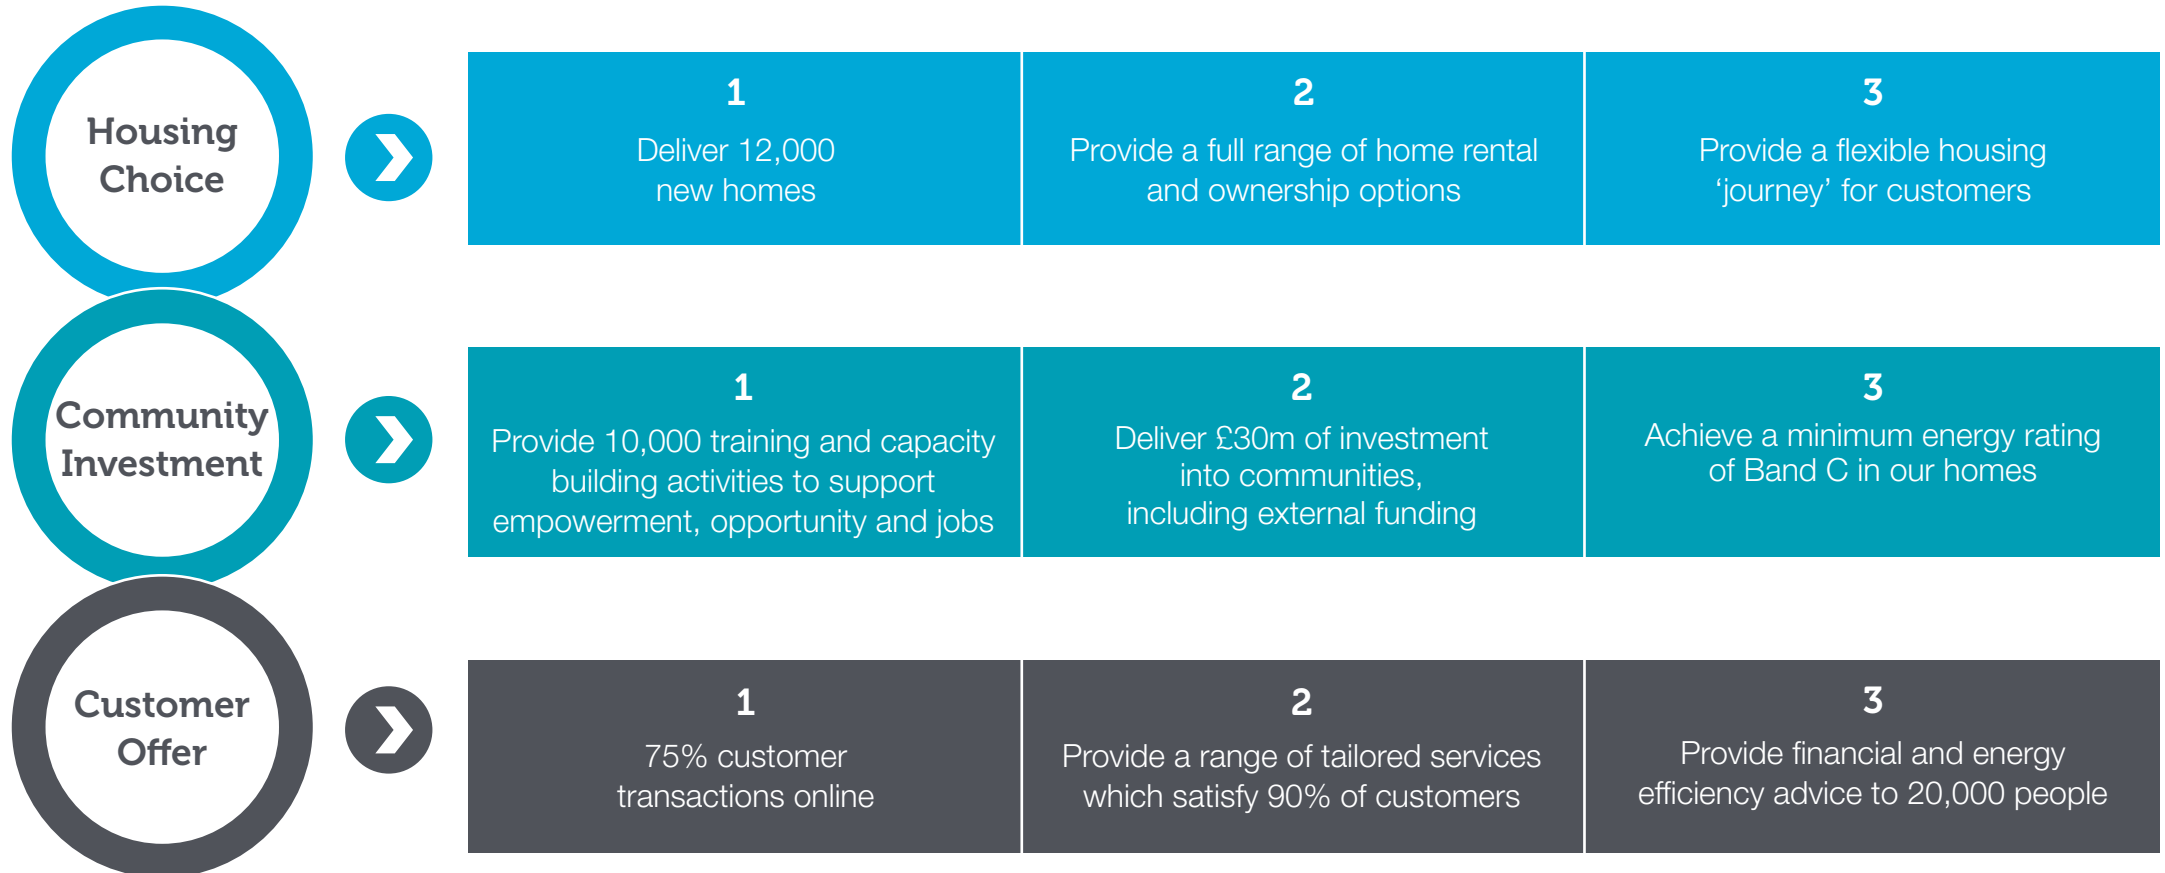 Housing
Choice
1
Deliver 12,000
new homes
2
Provide a full range of home rental
and ownership options
3
Provide a flexible housing
‘journey’ for customers
Community
Investment
1
Provide 10,000 training and capacity
building activities to support
empowerment, opportunity and jobs
2
Deliver £30m of investment
into communities,
including external funding
3
Achieve a minimum energy rating
of Band C in our homes
Customer
Offer
1
75% customer
transactions online
2
Provide a range of tailored services
which satisfy 90% of customers
3
Provide financial and energy
efficiency advice to 20,000 people